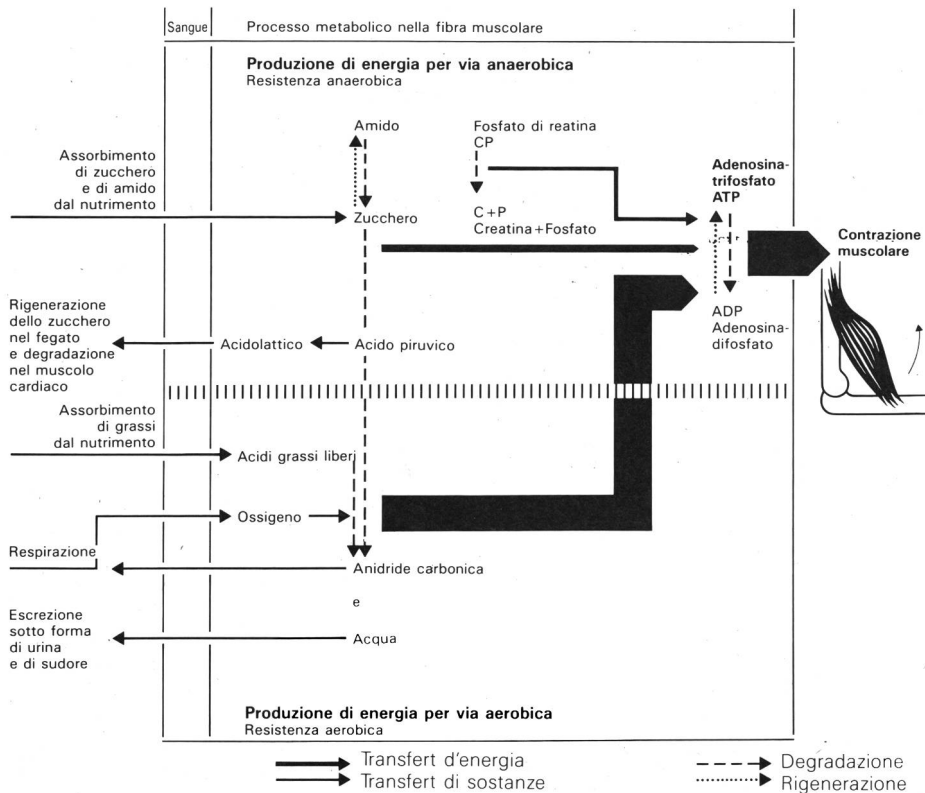 Sangue
Processo metabolico nella fibra muscolare
Produzione di energia per via anaerobica
Resistenza anaerobica
Amido
Fosfato di reatina
CP
Assorbimento
di zucchero
e di amido
dal nutrimento
Adenosina-
trifosfato
ATP
Zucchero
C+P
Creatina+Fosfato
Contrazione
muscolare
Rigenerazione
dello zucchero
nel fegato
e degradazione
nel muscolo
cardiaco
ADP
Adenosina-
difosfato
Acidolattico
Acido piruvico
Assorbimento
di grassi
dal nutrimento
Acidi grassi liberi
Ossigeno
Respirazione
Anidride carbonica
e
Escrezione
sotto forma
di urina
e di sudore
Acqua
Produzione di energia per via aerobica
Resistenza aerobica
Transfert d'energia
Transfert di sostanze
Degradazione
Rigenerazione